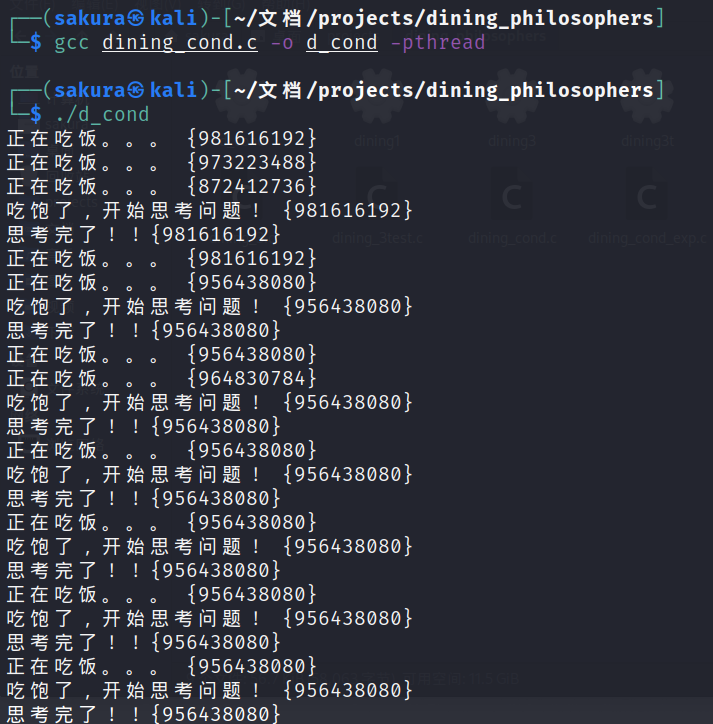 ┌──(sakura㉿kali)-[~/文档/projects/dining_philosophers]
└─$ gcc dining_cond.c -o d_cond -pthread
┌──(sakura㉿kali)-[~/文档/projects/dining_philosophers]
└─$ ./d_cond
正在吃饭。。。 {981616192}
正在吃饭。。。 {973223488}
正在吃饭。。。 {872412736}
吃饱了,开始思考问题! {981616192}
思考完了!!{981616192}
正在吃饭。。。 {981616192}
正在吃饭。。。 {956438080}
吃饱了,开始思考问题! {956438080}
思考完了!!{956438080}
正在吃饭。。。 {956438080}
正在吃饭。。。 {964830784}
吃饱了,开始思考问题! {956438080}
思考完了!!{956438080}
正在吃饭。。。 {956438080}
吃饱了,开始思考问题! {956438080}
思考完了!!{956438080}
正在吃饭。。。 {956438080}
吃饱了,开始思考问题! {956438080}
思考完了!!{956438080}
正在吃饭。。。 {956438080}
吃饱了,开始思考问题! {956438080}
思考完了!!{956438080}
正在吃饭。。。 {956438080}
吃饱了,开始思考问题! {956438080}
思考完了!!{956438080}